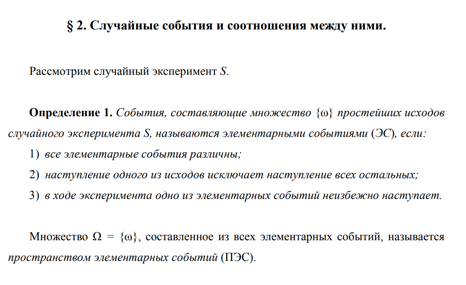 § 2. Случайные события и соотношения между ними.
Рассмотрим случайный эксперимент S.
Определение 1. События, составляющие множество {ω} простейших исходов
случайного эксперимента S, называются элементарными событиями (ЭС), если:
1) все элементарные события различны;
2) наступление одного из исходов исключает наступление всех остальных;
3) в ходе эксперимента одно из элементарных событий неизбежно наступает.
Множество Ω = {ω}, составленное из всех элементарных событий, называется
пространством элементарных событий (ПЭС).